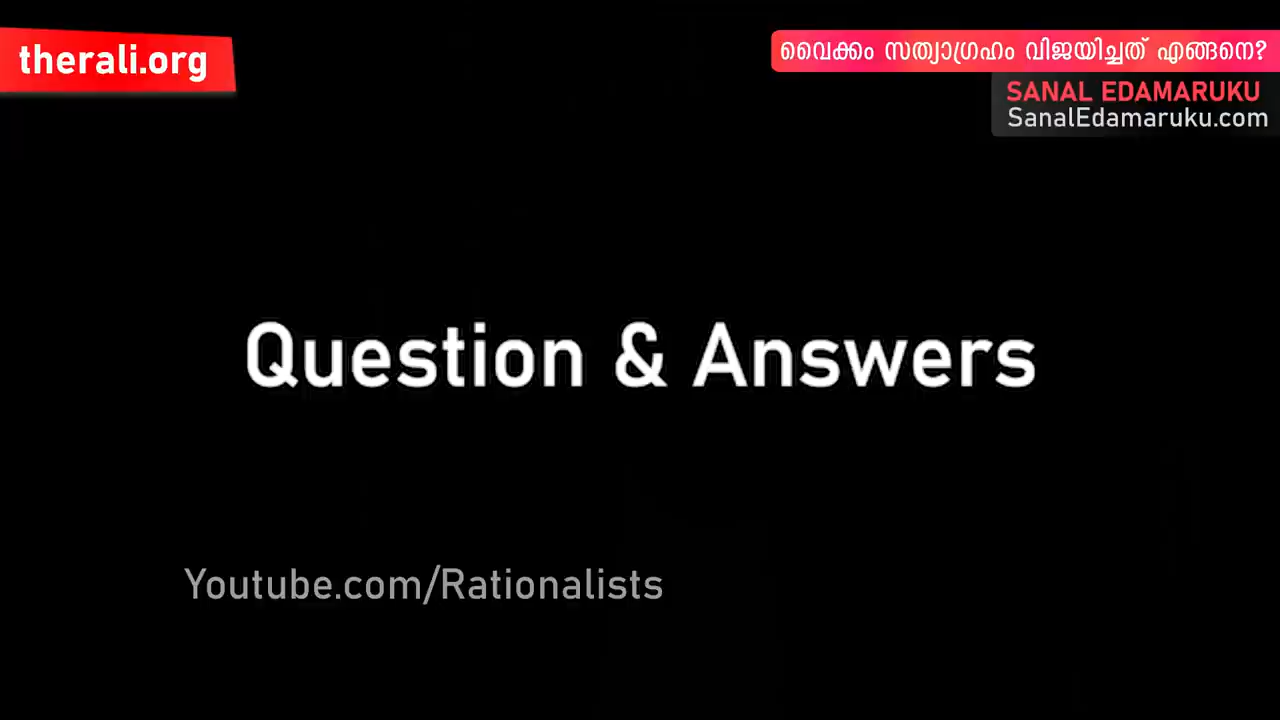 therali.org
വൈക്കം സത്യാഗ്രഹം വിജയിച്ചത് എങ്ങനെ?
SANAL EDAMARUKU
SanalEdamaruku.com
Question & Answers
Youtube.com/Rationalists